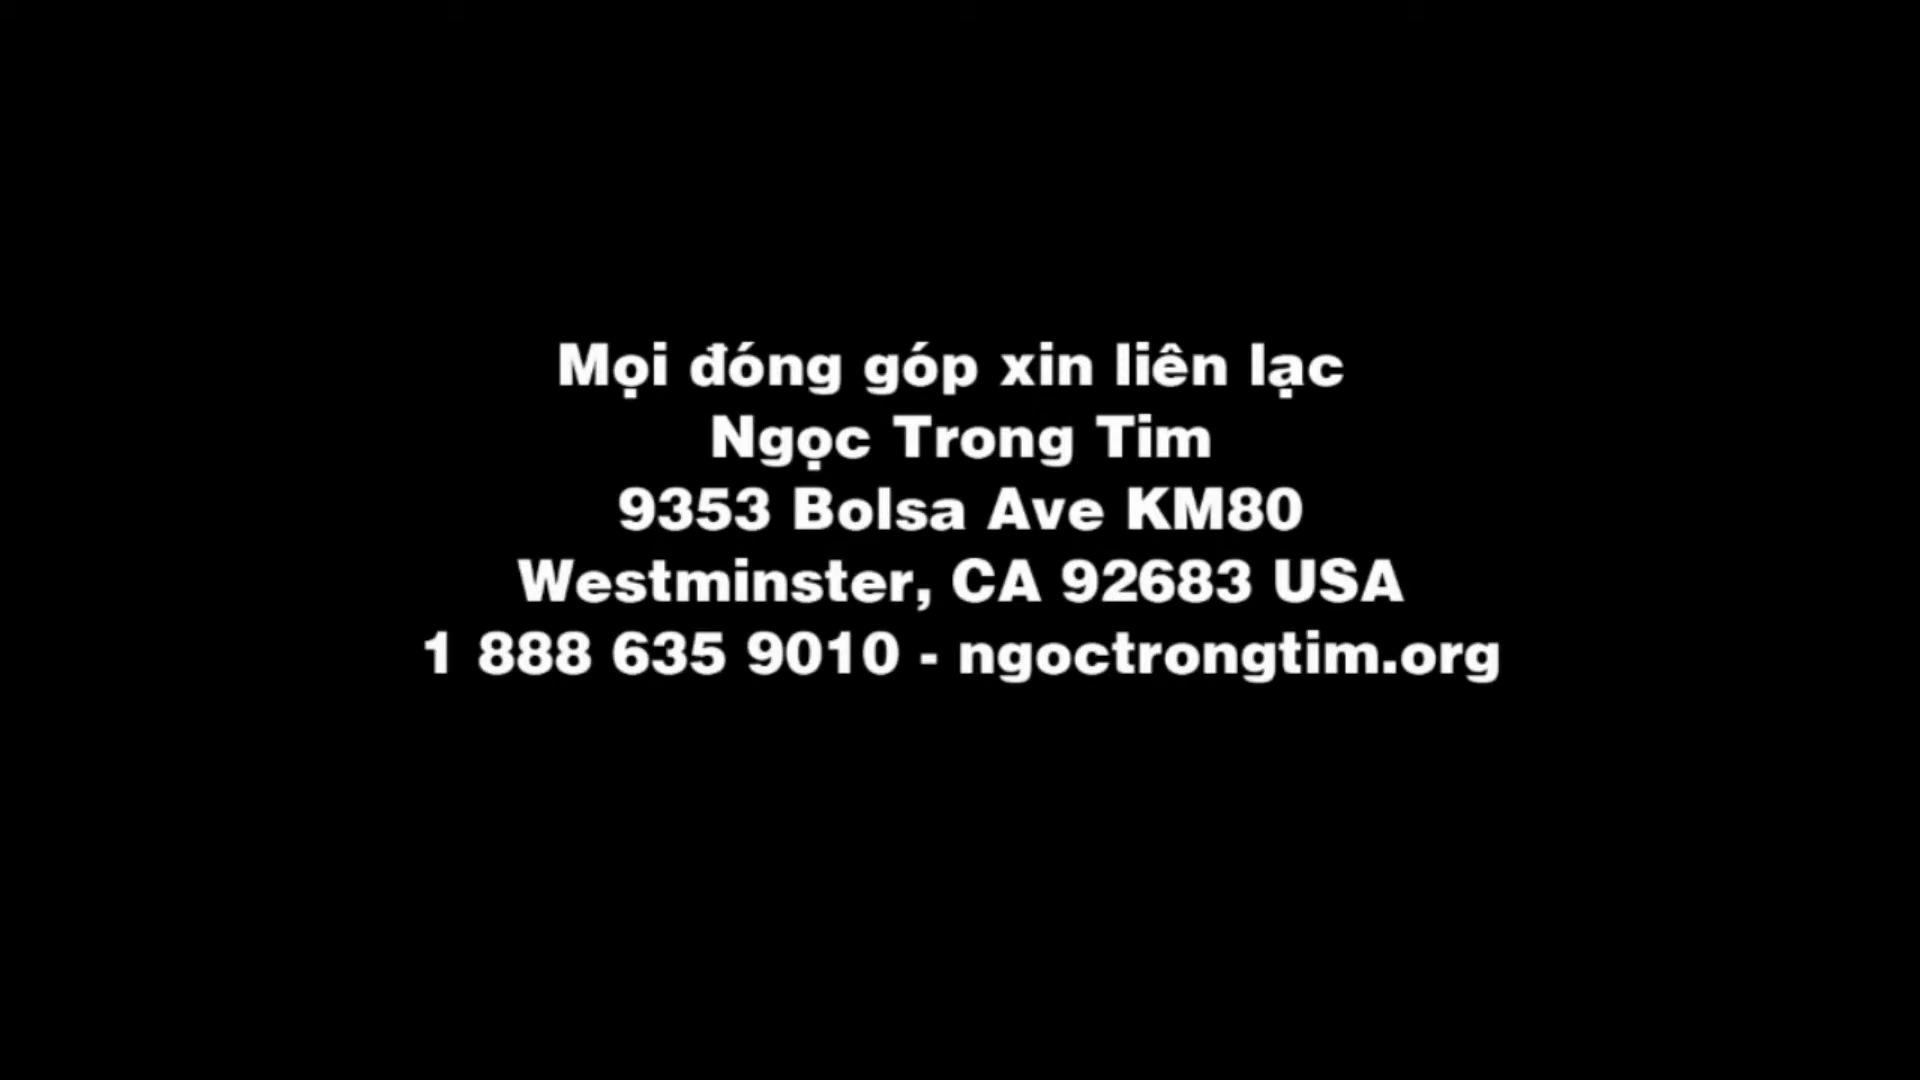 Mọi đóng góp xin liên lạc
Ngọc Trong Tim
9353 Bolsa Ave KM80
Westminster, CA 92683 USA
1 888 635 9010 - ngoctrongtim.org